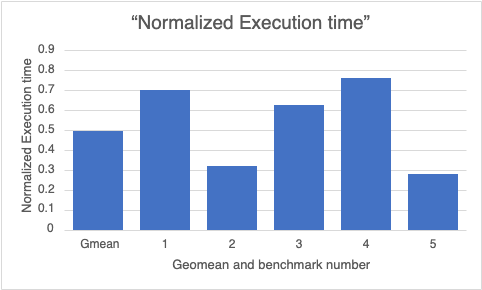 “Normalized Execution time”
Normalized Execution time
0.9
0.8
0.7
0.6
0.5
0.4
0.3
0.2
0.1
0
Gmean 1 2 3 4 5
Geomean and benchmark number